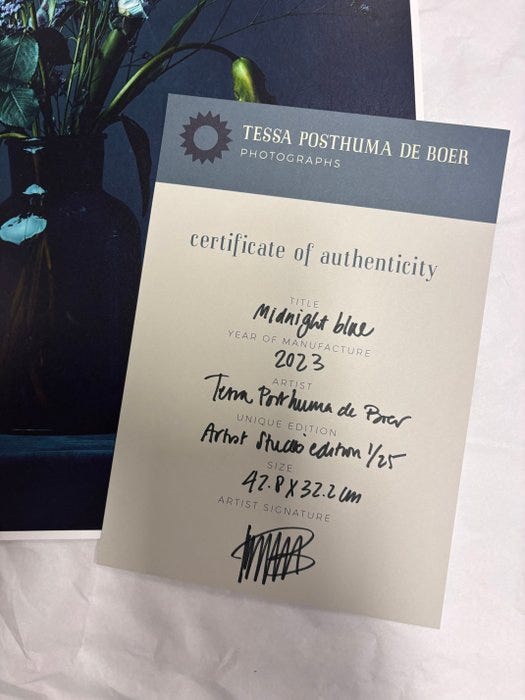 TESSA POSTHUMA DE BOER
PHOTOGRAPHS
certificate of authenticity
TITLE
Midnight blue
YEAR OF MANUFACTURE
2023
ARTIST
Tessa Posthuma de Boer
UNIQUE EDITION
Artist Studio edition 1/25
SIZE
47.8 X 32.2 cm
ARTIST SIGNATURE